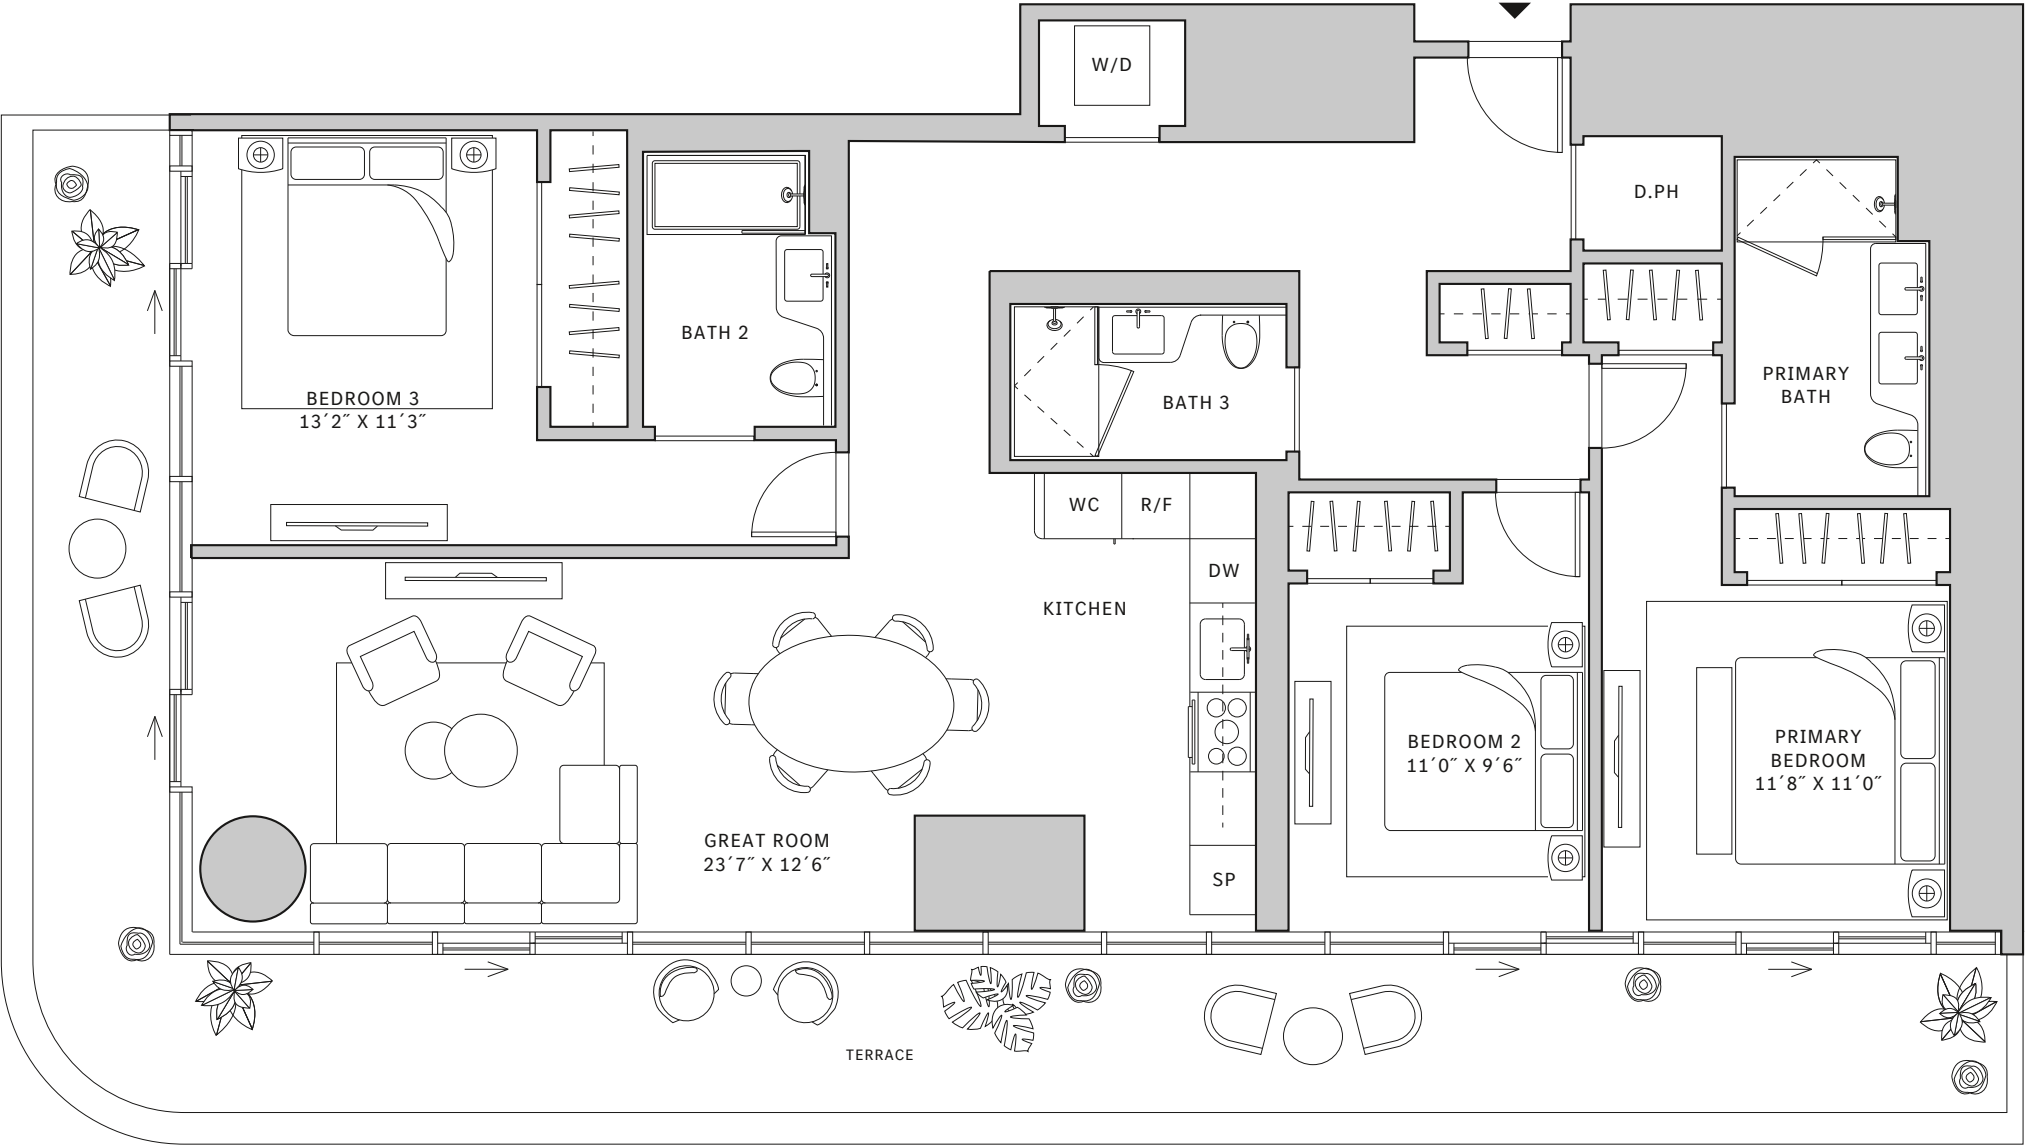 W/D
D.PH
BATH 2
PRIMARY
BATH
BEDROOM 3
13´2˝ X 11´3˝
BATH 3
WC
R/F
DW
KITCHEN
BEDROOM 2
11´0˝ X 9´6˝
PRIMARY
BEDROOM
11´8˝ X 11´0˝
GREAT ROOM
23´7˝ X 12´6˝
SP
TERRACE